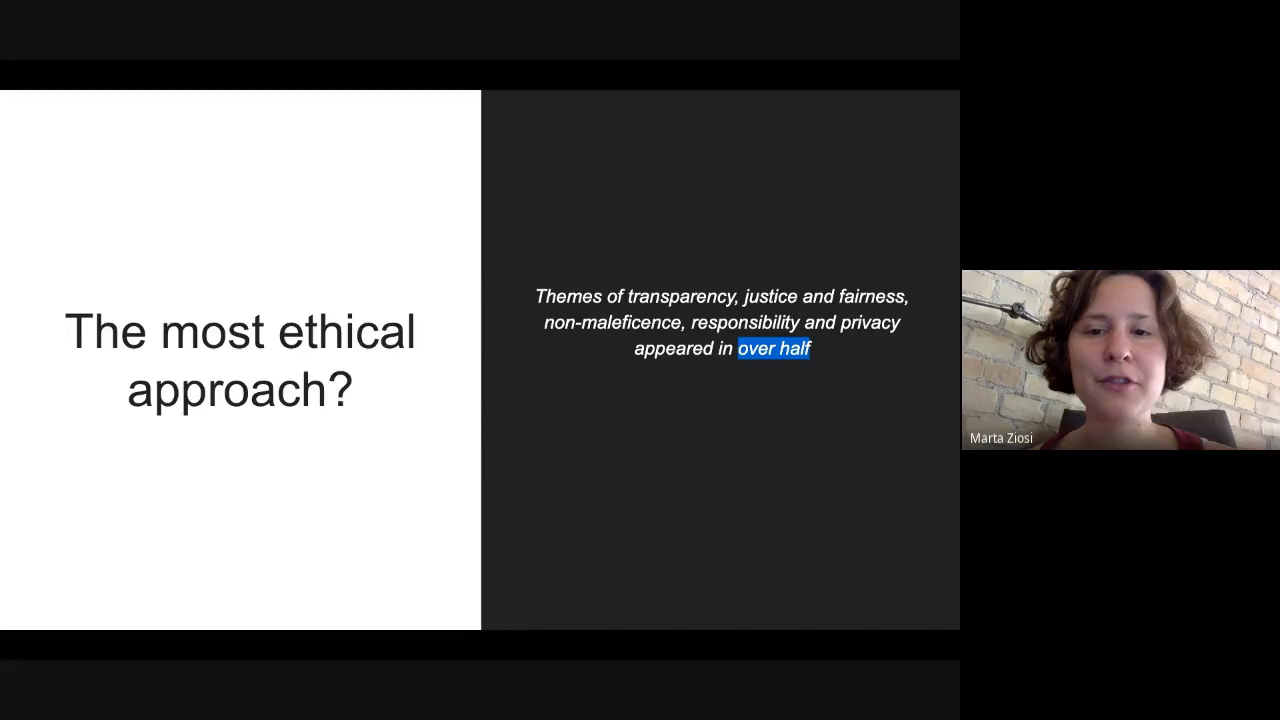 The most ethical
approach?
Themes of transparency, justice and fairness,
non-maleficence, responsibility and privacy
appeared in over half
Marta Ziosi